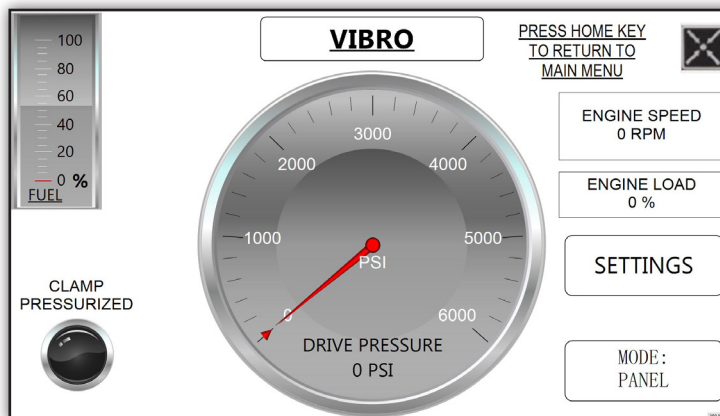 VIBRO
PRESS HOME KEY
TO RETURN TO
MAIN MENU
100
80
60
40
20
0 %
FUEL
0
1000
2000
3000
4000
5000
6000
PSI
DRIVE PRESSURE
0 PSI
ENGINE SPEED
0 RPM
ENGINE LOAD
0 %
SETTINGS
CLAMP
PRESSURIZED
MODE:
PANEL